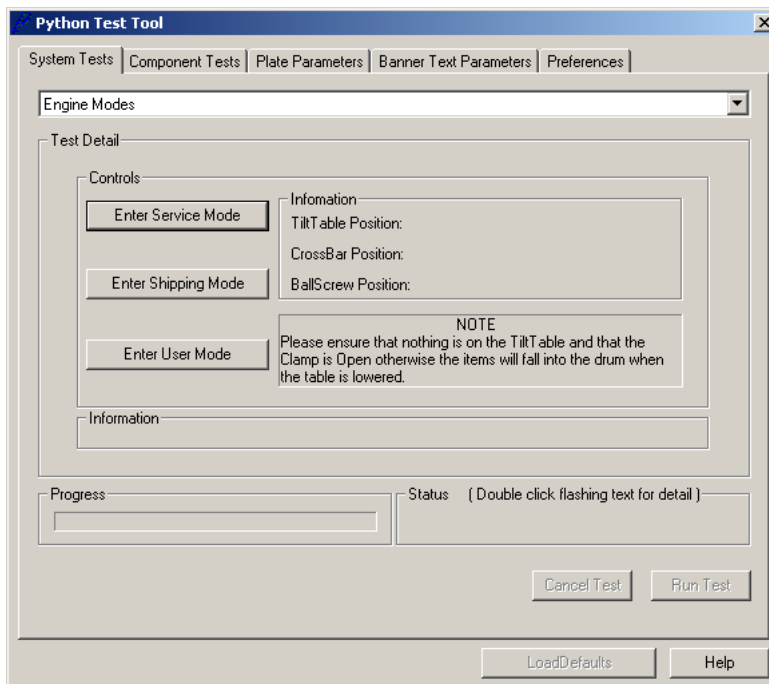 Python Test Tool
System Tests
Component Tests
Plate Parameters
Banner Text Parameters
Preferences
Engine Modes
Test Detail
Controls
Enter Service Mode
Infomation
TiltTable Position:
CrossBar Position:
BallScrew Position:
Enter Shipping Mode
Enter User Mode
NOTE
Please ensure that nothing is on the TiltTable and that the
Clamp is Open otherwise the items will fall into the drum when
the table is lowered.
Information
Progress
Status ( Double click flashing text for detail )
Cancel Test
Run Test
LoadDefaults
Help